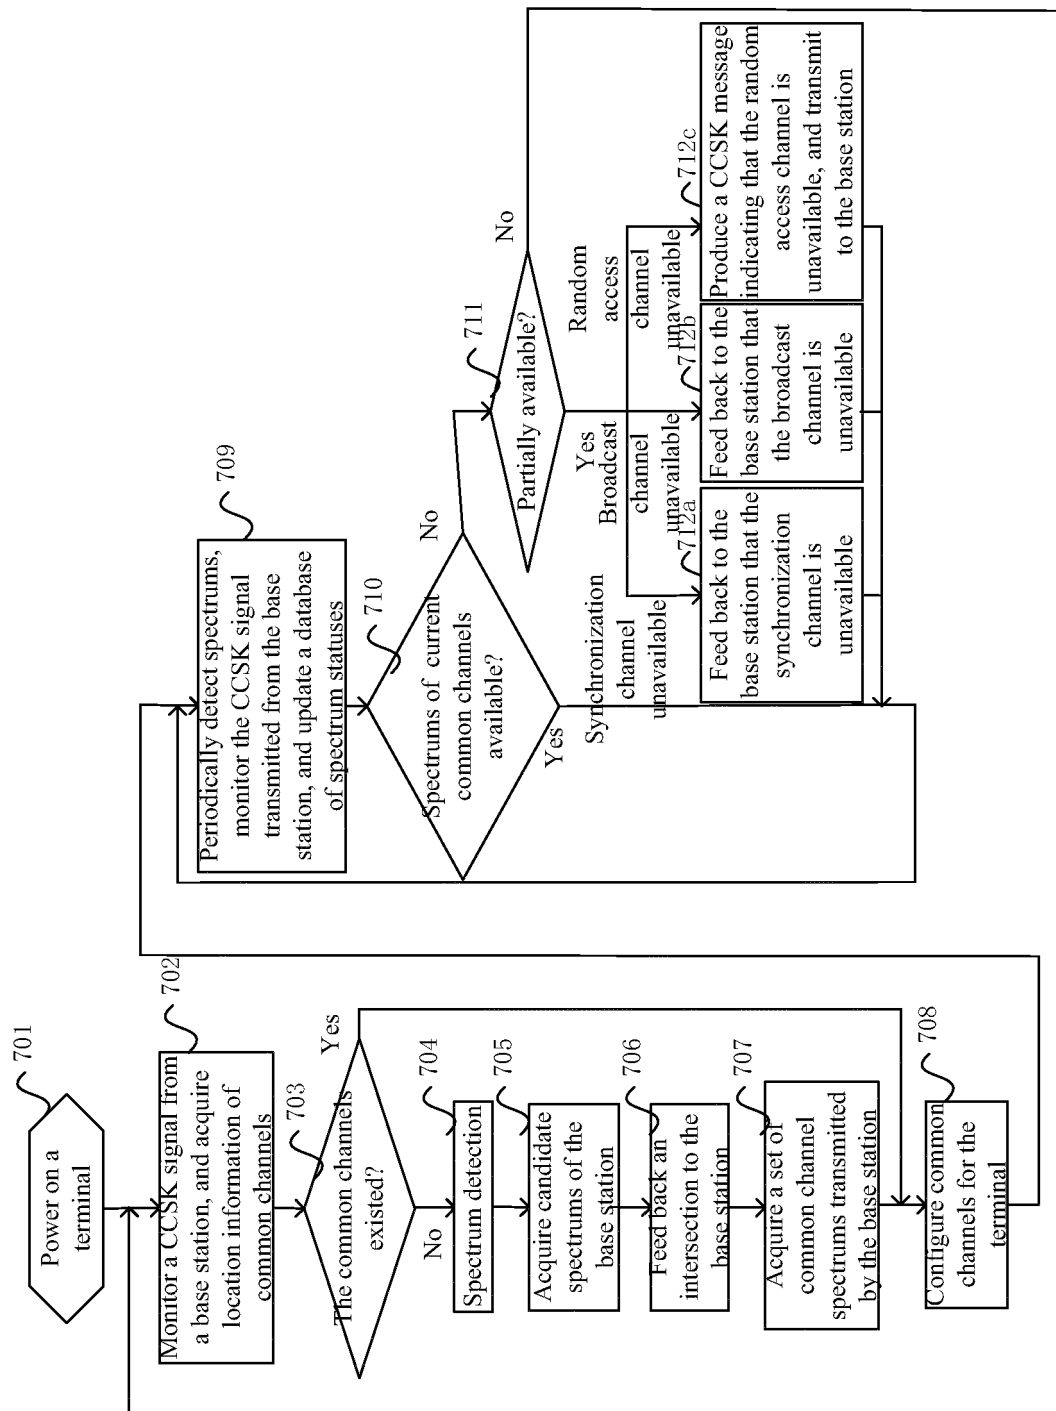 701
Power on a
terminal
702
Monitor a CCSK signal from
a base station, and acquire
location information of
common channels
703
The common channels
existed?
Yes
No
704
Spectrum detection
705
Acquire candidate
spectrums of the
base station
706
Feed back an
intersection to the
base station
707
Acquire a set of
common channel
spectrums transmitted
by the base station
708
Configure common
channels for the
terminal
709
Periodically detect spectrums,
monitor the CCSK signal
transmitted from the base
station, and update a database
of spectrum statuses
710
Spectrums of current
common channels
available?
No
Yes
711
Partially available?
No
Yes
Synchronization
channel
unavailable
Broadcast
channel
unavailable
Random
access
channel
unavailable
712a
Feed back to the
base station that the
synchronization
channel is
unavailable
712b
Feed back to the
base station that
the broadcast
channel is
unavailable
712c
Produce a CCSK message
indicating that the random
access channel is
unavailable, and transmit
to the base station